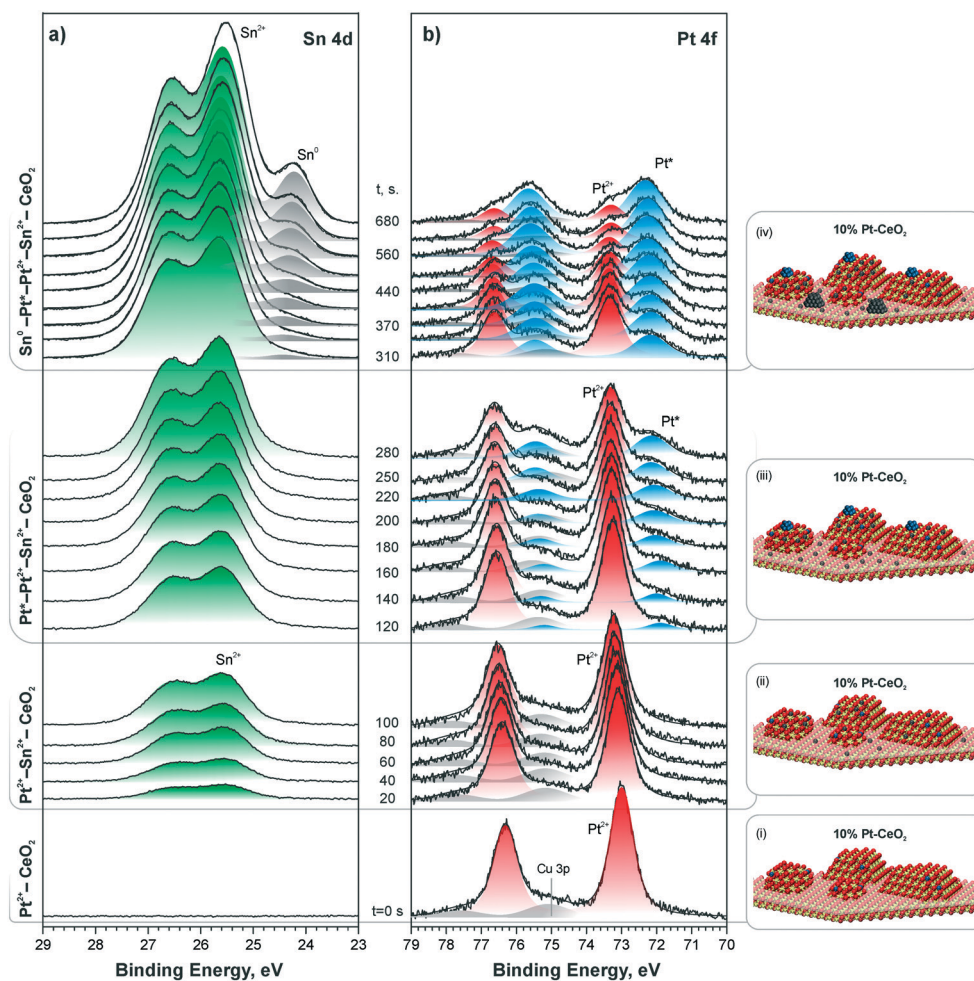 a)
Sn 4d
Sn²⁺
Sn⁰
Sn⁰–Pt*–Pt²⁺–Sn²⁺– CeO₂
Pt*–Pt²⁺–Sn²⁺– CeO₂
Sn²⁺
Pt²⁺–Sn²⁺– CeO₂
Pt²⁺– CeO₂
29 28 27 26 25 24 23
Binding Energy, eV
t, s.
680
560
440
370
310
280
250
220
200
180
160
140
120
100
80
60
40
20
t=0 s
b)
Pt 4f
Pt²⁺
Pt*
Pt²⁺
Pt*
Pt²⁺
Pt²⁺
Cu 3p
79 78 77 76 75 74 73 72 71 70
Binding Energy, eV
(iv)
10% Pt-CeO₂
(iii)
10% Pt-CeO₂
(ii)
10% Pt-CeO₂
(i)
10% Pt-CeO₂